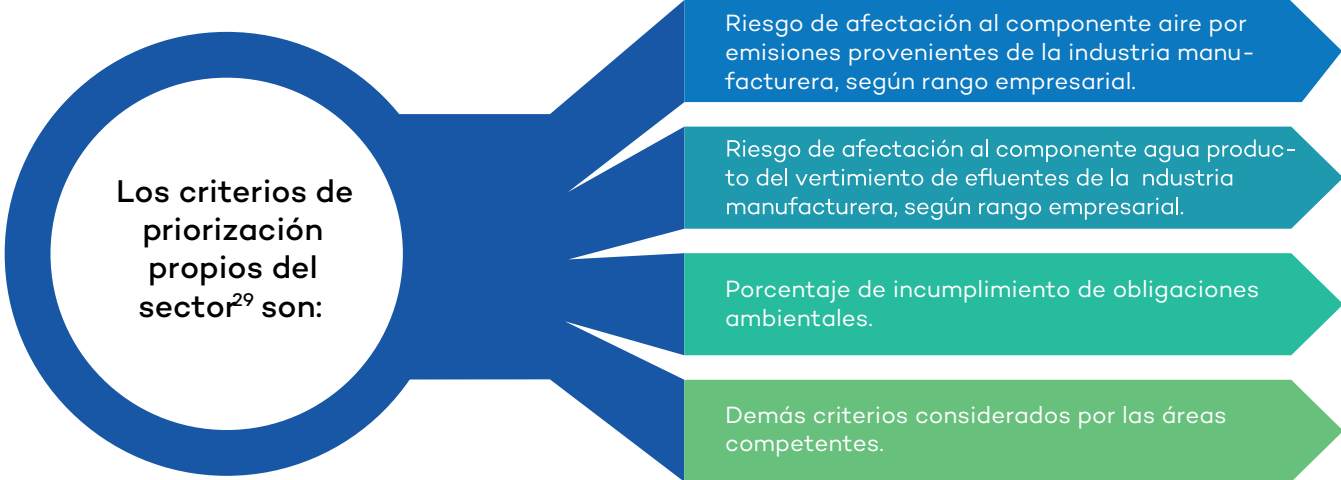 Los criterios de
priorización
propios del
sector²⁹ son:
Riesgo de afectación al componente aire por
emisiones provenientes de la industria manu-
facturera, según rango empresarial.
Riesgo de afectación al componente agua produc-
to del vertimiento de efluentes de la ndustria
manufacturera, según rango empresarial.
Porcentaje de incumplimiento de obligaciones
ambientales.
Demás criterios considerados por las áreas
competentes.